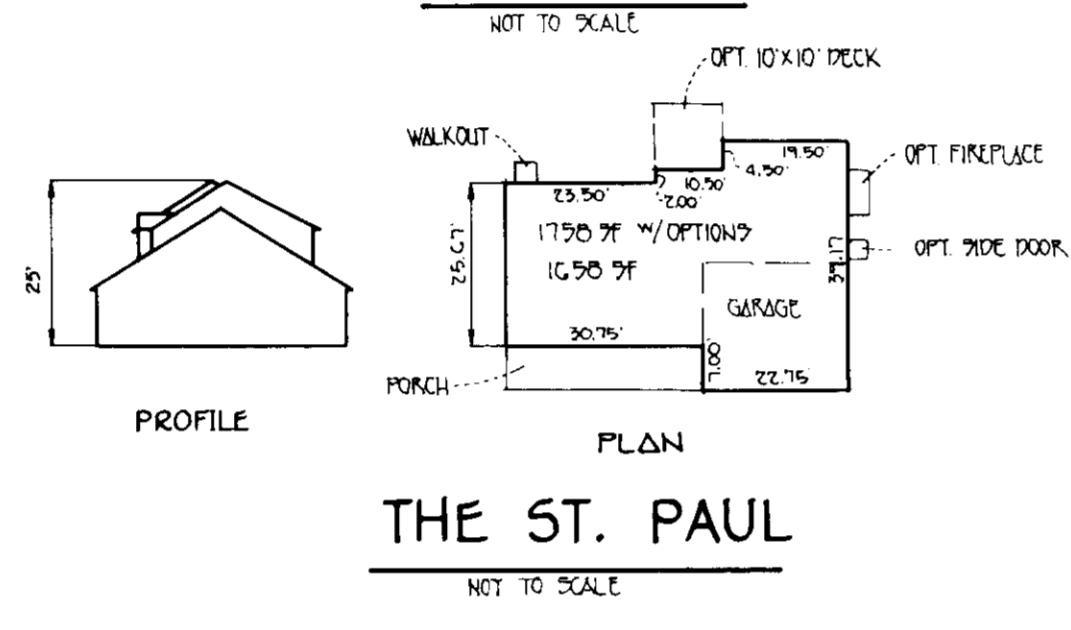 NOT TO SCALE
OPT. 10'X10' DECK
WALKOUT
19.50'
OPT. FIREPLACE
4.50'
10.50'
23.50'
2.00'
1758 SF W/OPTIONS
OPT. SIDE DOOR
25.67'
1658 SF
39.17
25'
GARAGE
30.75'
7.00'
PORCH
22.75
PROFILE
PLAN
THE ST. PAUL
NOT TO SCALE